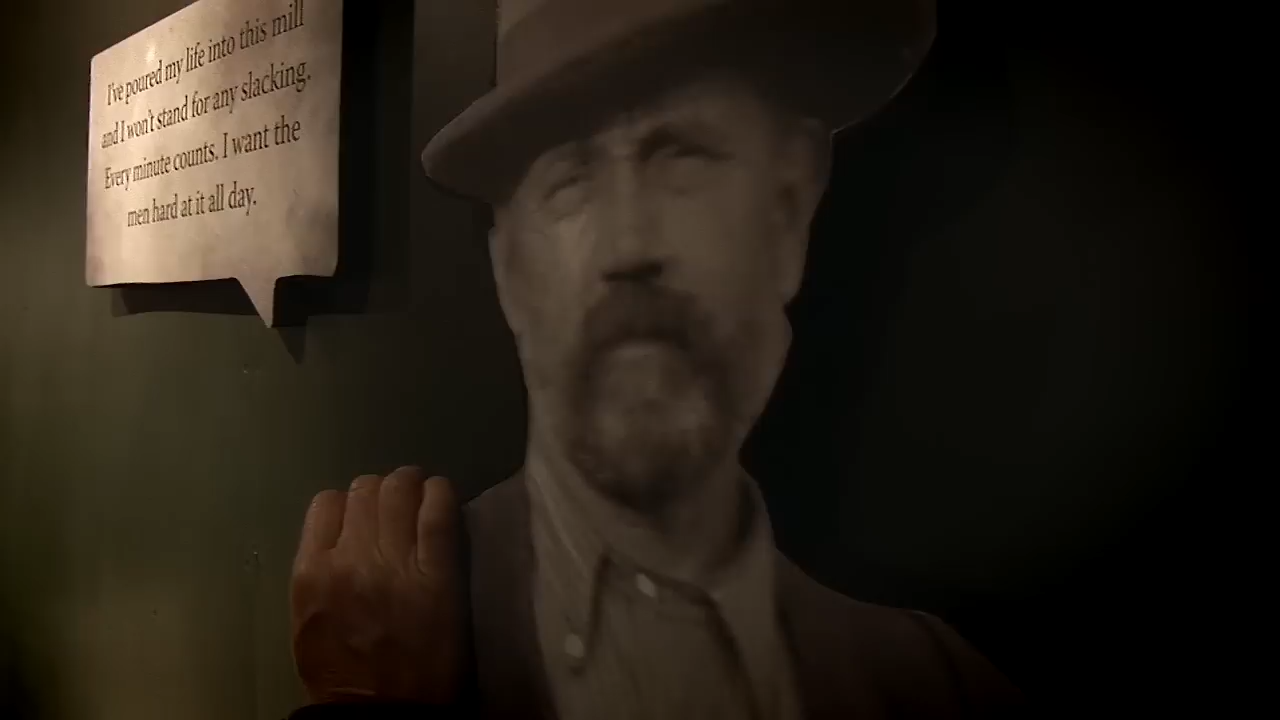 I've poured my life into this mill
and I won't stand for any slacking.
Every minute counts. I want the
men hard at it all day.